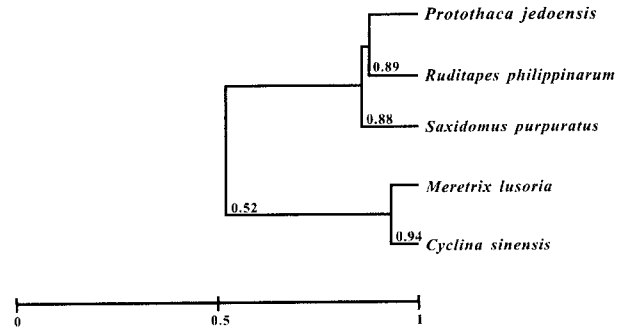 Protothaca jedoensis
0.89
Ruditapes philippinarum
0.88
Saxidomus purpuratus
Meretrix lusoria
0.52
0.94
Cyclina sinensis
0
0.5
1